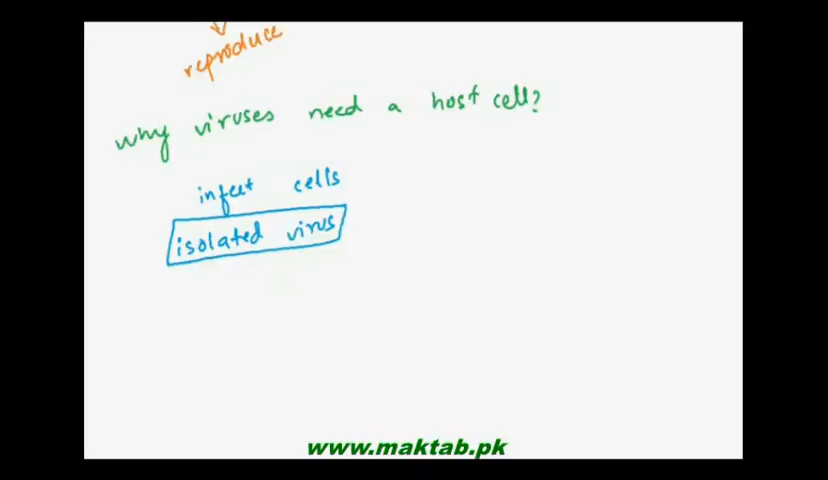 reproduce
why viruses need a host cell?
infect cells
isolated virus
www.maktab.pk